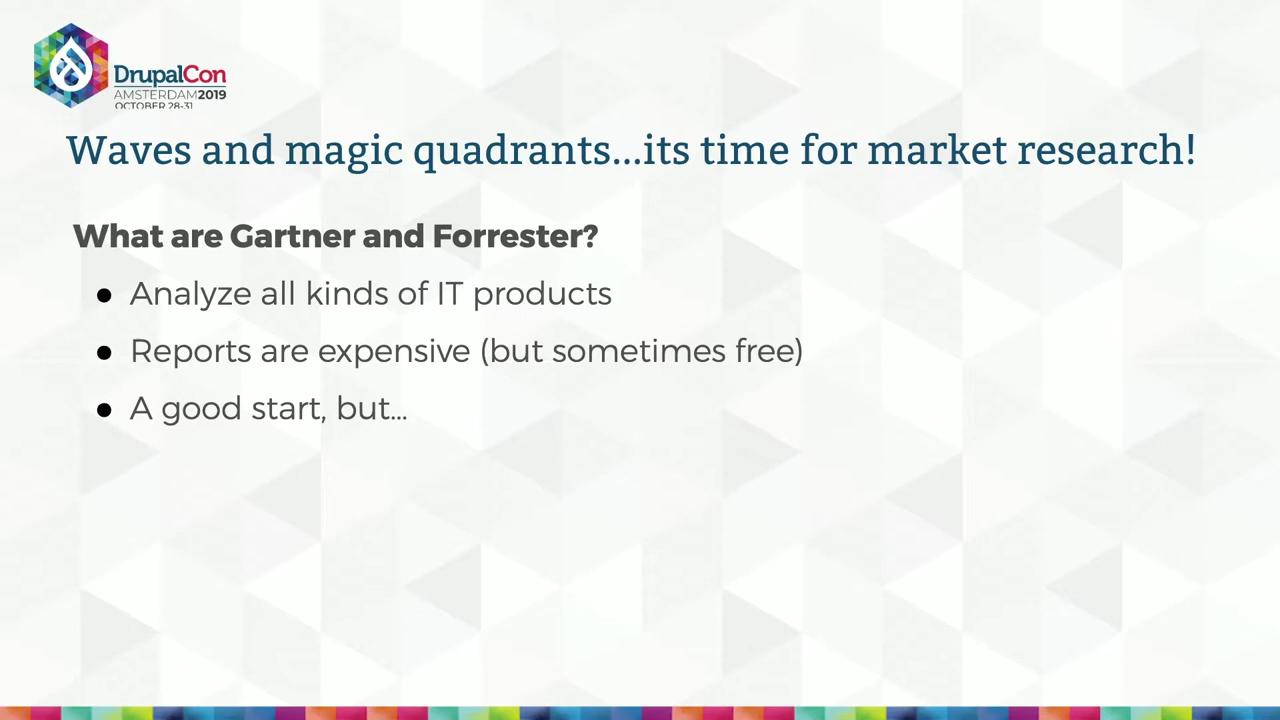 DrupalCon
AMSTERDAM2019
OCTOBER 28-31
Waves and magic quadrants...its time for market research!
What are Gartner and Forrester?
● Analyze all kinds of IT products
● Reports are expensive (but sometimes free)
● A good start, but...